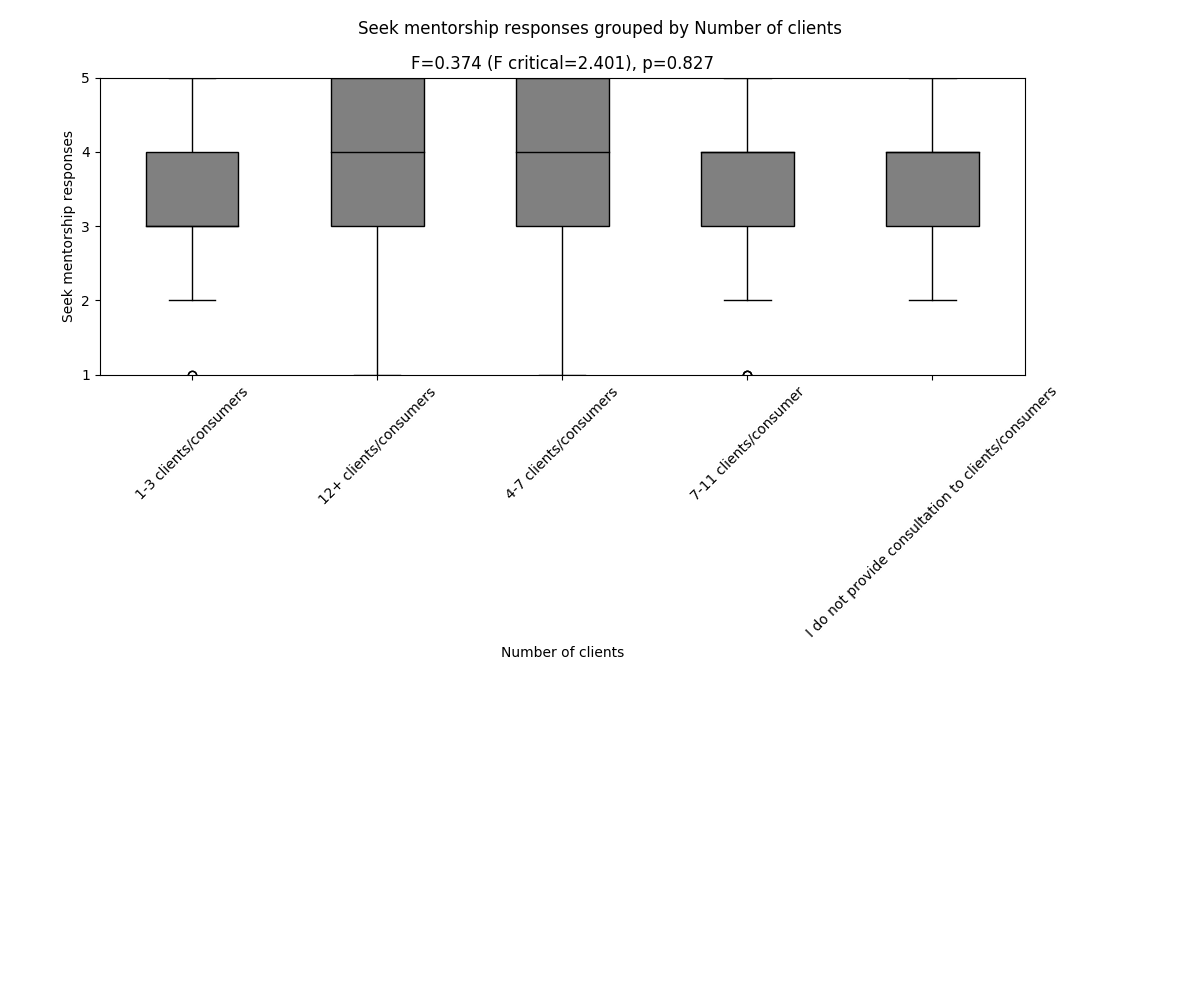 Seek mentorship responses grouped by Number of clients
F=0.374 (F critical=2.401), p=0.827
Seek mentorship responses
5
4
3
2
1
1-3 clients/consumers
12+ clients/consumers
4-7 clients/consumers
7-11 clients/consumer
I do not provide consultation to clients/consumers
Number of clients